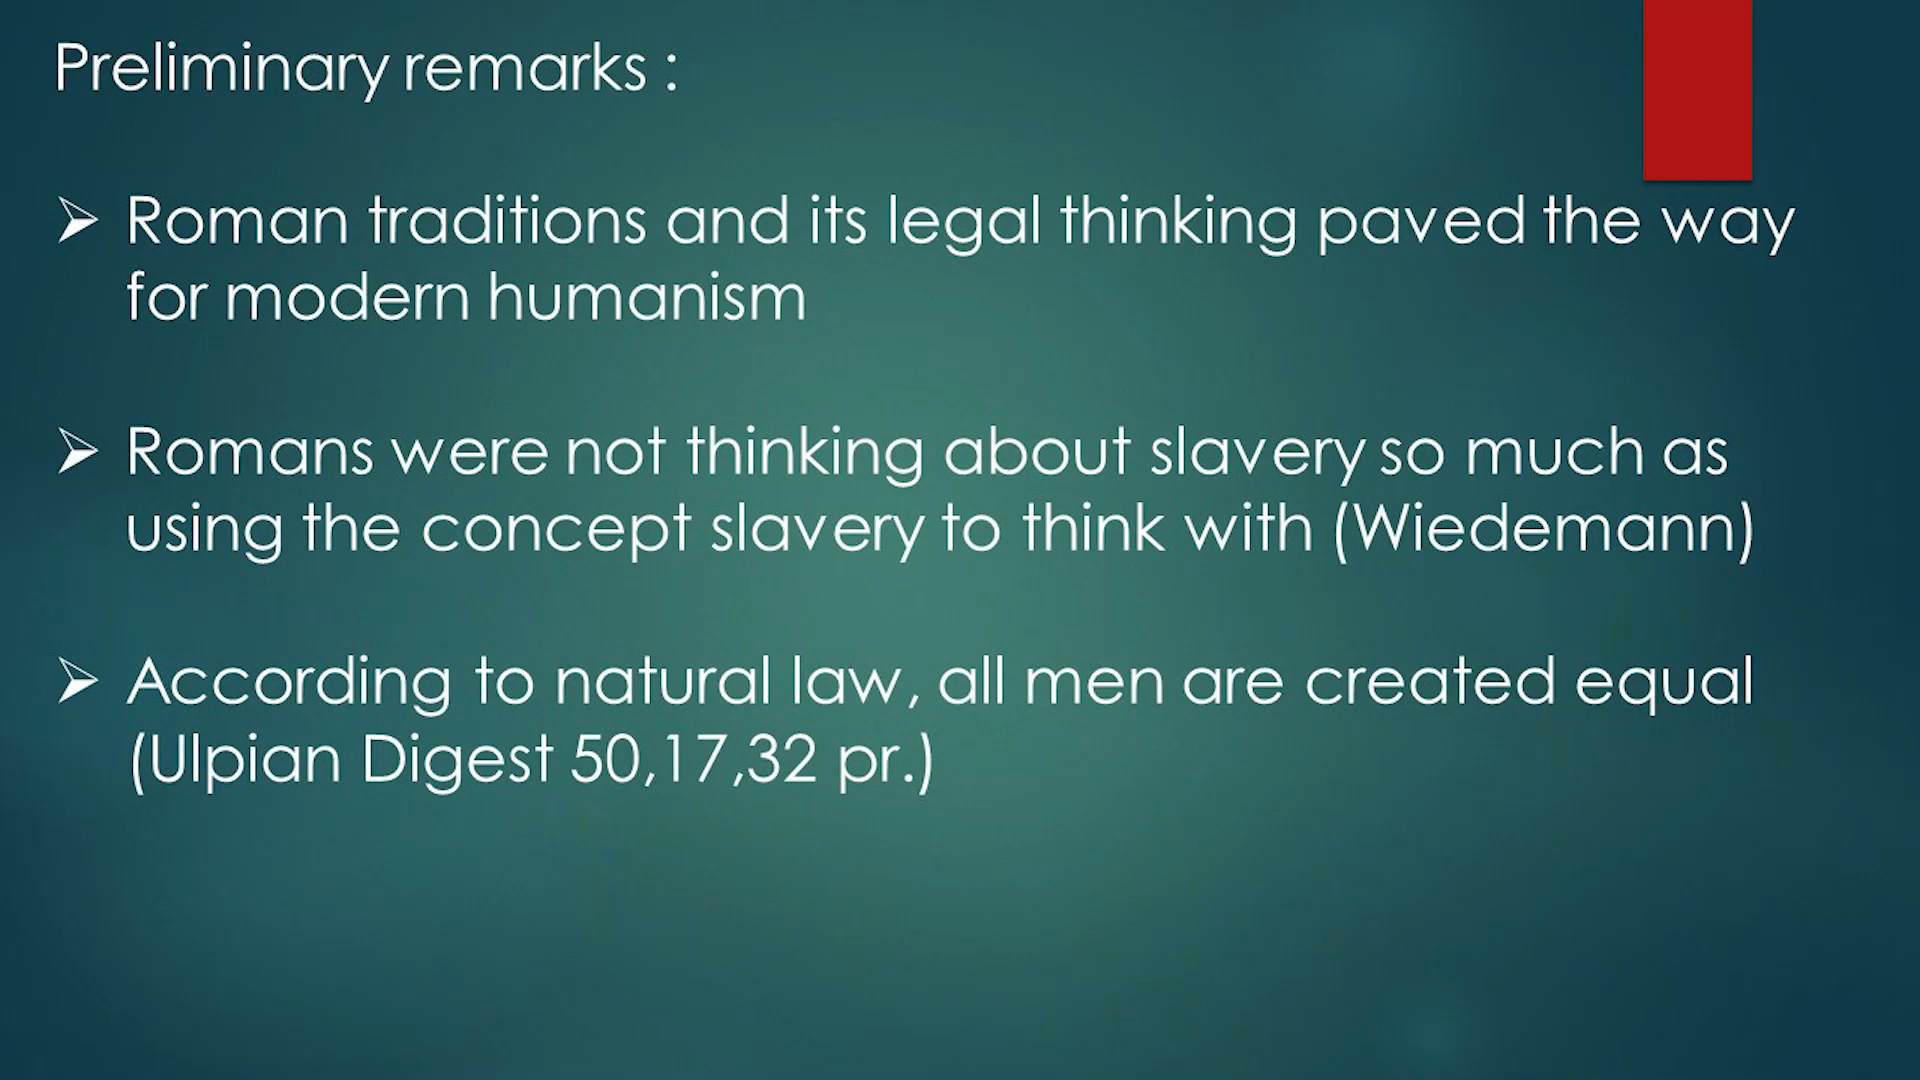 Preliminary remarks :
➢ Roman traditions and its legal thinking paved the way
for modern humanism
➢ Romans were not thinking about slavery so much as
using the concept slavery to think with (Wiedemann)
➢ According to natural law, all men are created equal
(Ulpian Digest 50,17,32 pr.)